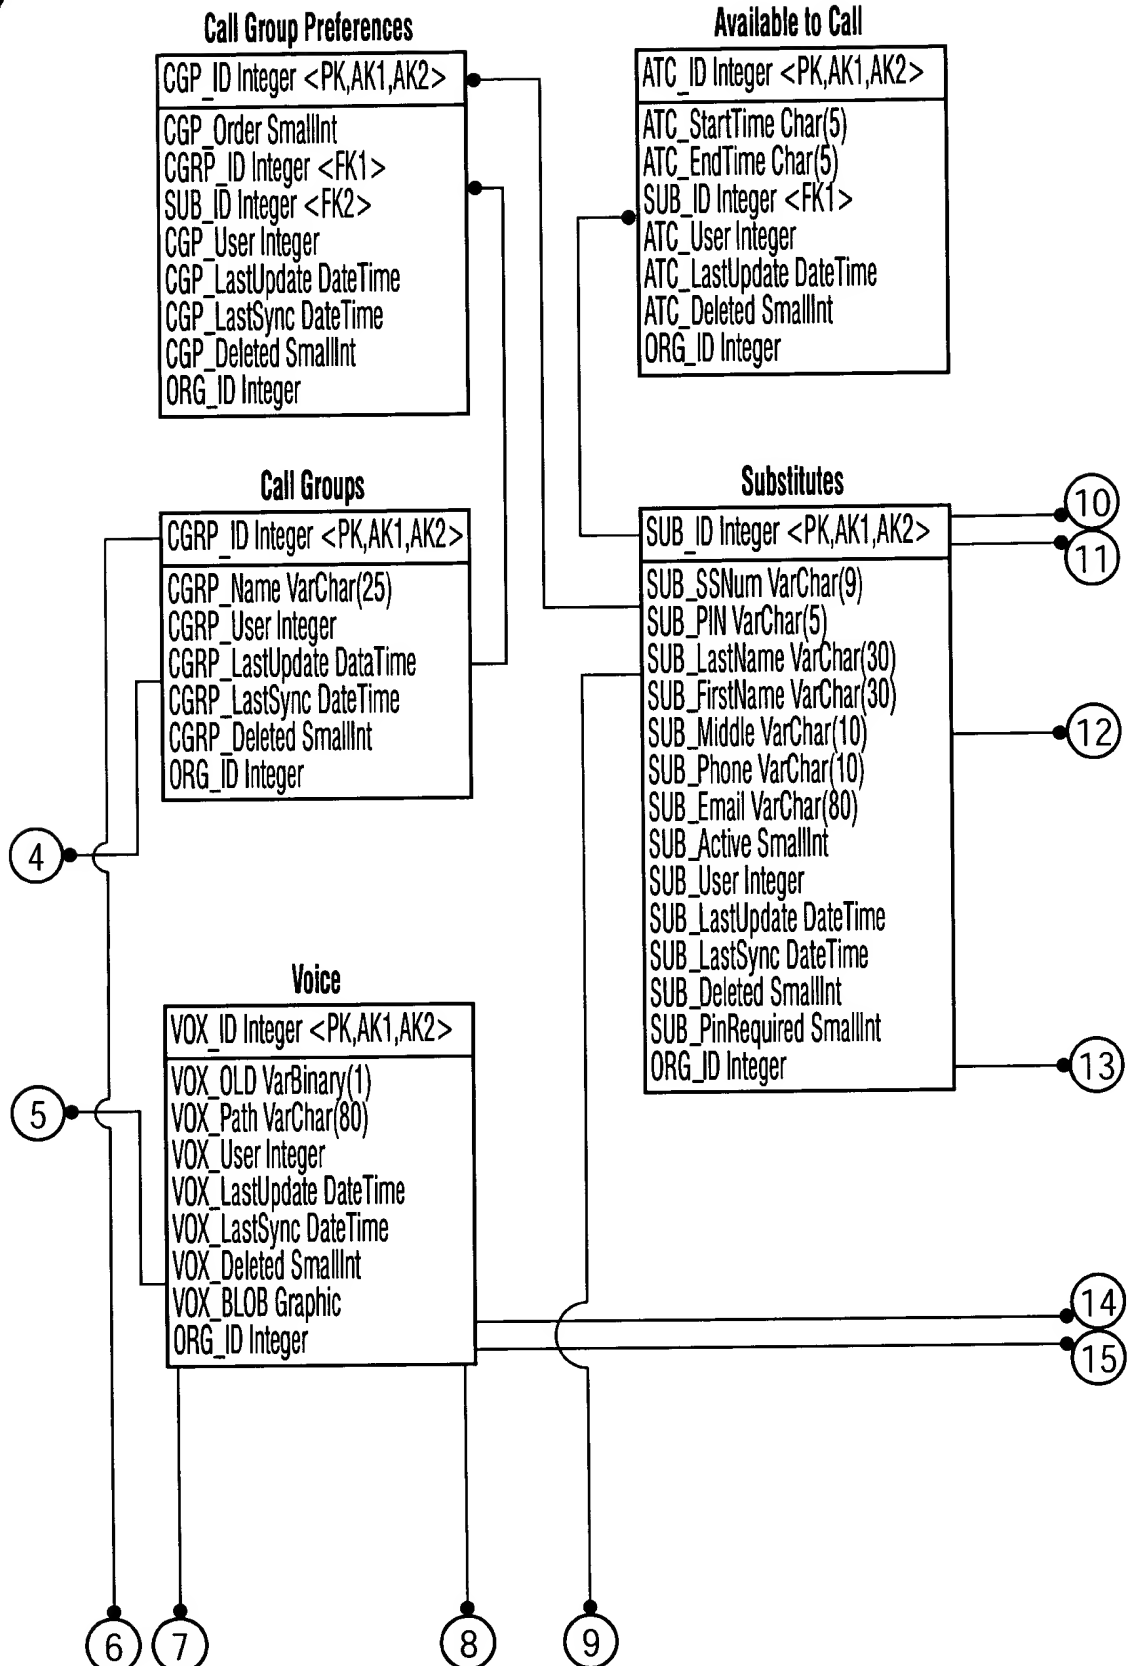 Call Group Preferences
CGP_ID Integer <PK,AK1,AK2>
CGP_Order SmallInt
CGRP_ID Integer <FK1>
SUB_ID Integer <FK2>
CGP_User Integer
CGP_LastUpdate DateTime
CGP_LastSync DateTime
CGP_Deleted SmallInt
ORG_ID Integer
Available to Call
ATC_ID Integer <PK,AK1,AK2>
ATC_StartTime Char(5)
ATC_EndTime Char(5)
SUB_ID Integer <FK1>
ATC_User Integer
ATC_LastUpdate DateTime
ATC_Deleted SmallInt
ORG_ID Integer
Call Groups
CGRP_ID Integer <PK,AK1,AK2>
CGRP_Name VarChar(25)
CGRP_User Integer
CGRP_LastUpdate DataTime
CGRP_LastSync DateTime
CGRP_Deleted SmallInt
ORG_ID Integer
Substitutes
SUB_ID Integer <PK,AK1,AK2>
SUB_SSNum VarChar(9)
SUB_PIN VarChar(5)
SUB_LastName VarChar(30)
SUB_FirstName VarChar(30)
SUB_Middle VarChar(10)
SUB_Phone VarChar(10)
SUB_Email VarChar(80)
SUB_Active SmallInt
SUB_User Integer
SUB_LastUpdate DateTime
SUB_LastSync DateTime
SUB_Deleted SmallInt
SUB_PinRequired SmallInt
ORG_ID Integer
10
11
12
13
4
Voice
VOX_ID Integer <PK,AK1,AK2>
VOX_OLD VarBinary(1)
VOX_Path VarChar(80)
VOX_User Integer
VOX_LastUpdate DateTime
VOX_LastSync DateTime
VOX_Deleted SmallInt
VOX_BLOB Graphic
ORG_ID Integer
5
14
15
6
7
8
9